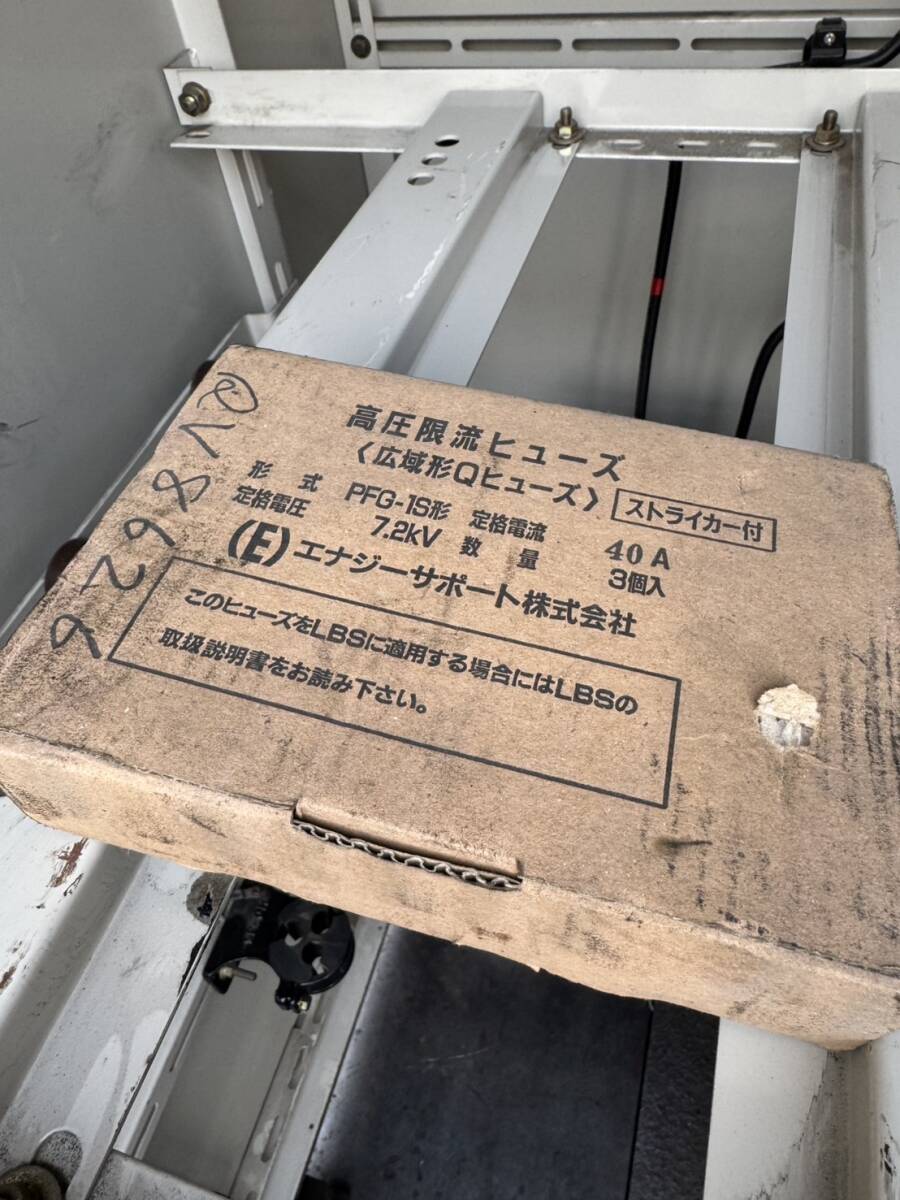 高圧限流ヒューズ
〈広域形Qヒューズ〉 ストライカー付
形式 PFG-1S形 定格電流 40A
定格電圧 7.2kV 数量 3個入
(E) エナジーサポート株式会社
このヒューズをLBSに適用する場合にはLBSの
取扱説明書をお読み下さい。